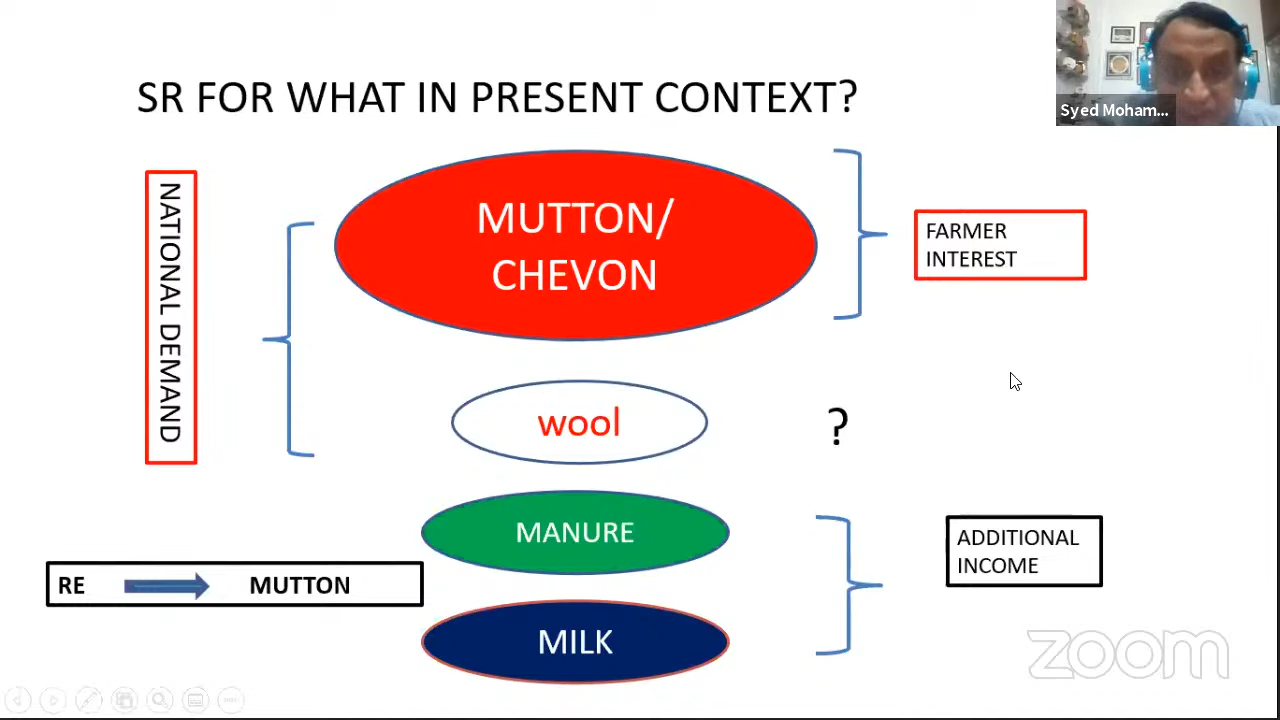 SR FOR WHAT IN PRESENT CONTEXT?
Syed Moham...
NATIONAL DEMAND
MUTTON/
CHEVON
FARMER
INTEREST
wool
?
MANURE
ADDITIONAL
INCOME
RE MUTTON
MILK
zoom